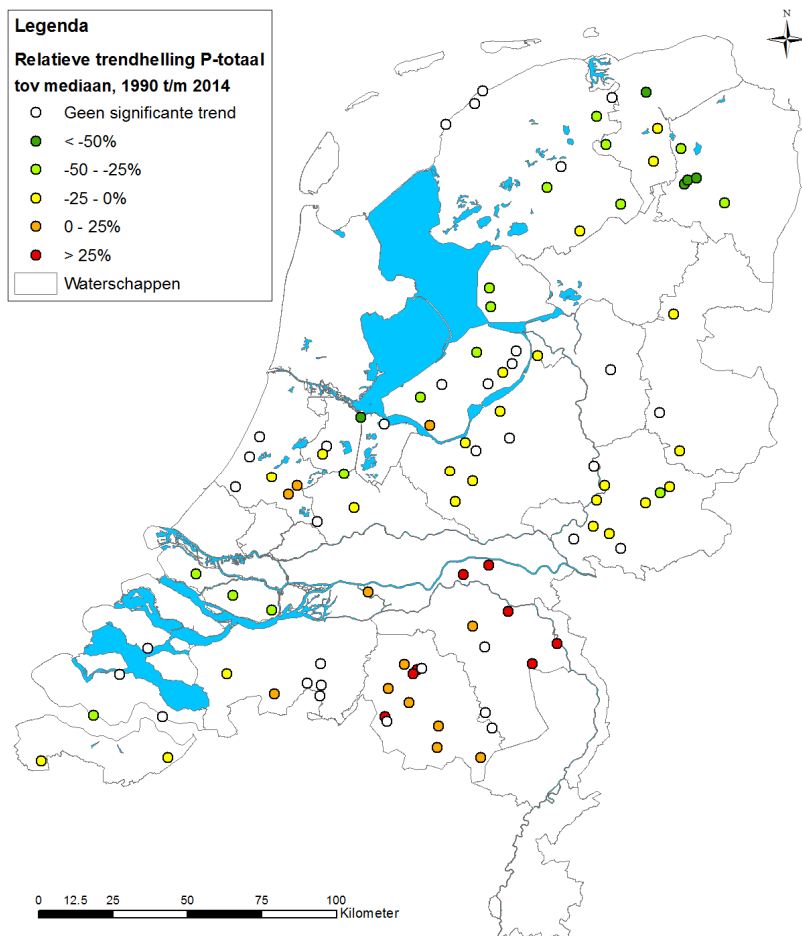 Legenda
N
Relatieve trendhelling P-totaal
tov mediaan, 1990 t/m 2014
Geen significante trend
< -50%
-50 - -25%
-25 - 0%
0 - 25%
> 25%
Waterschappen
0 12.5 25 50 75 100
Kilometer